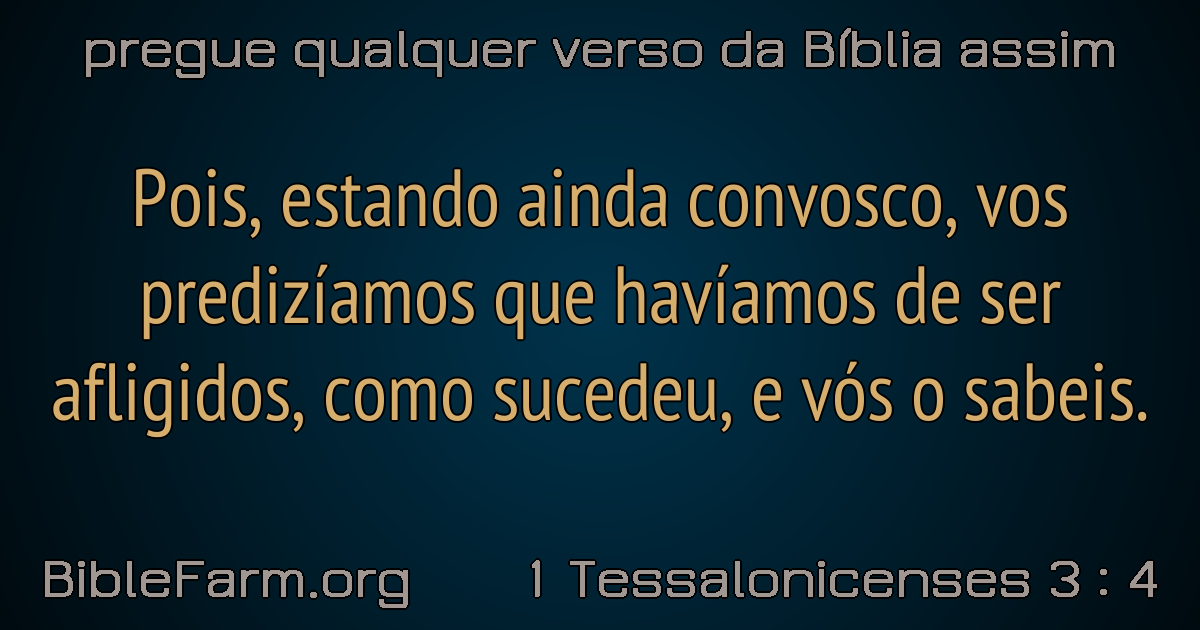 pregue qualquer verso da Bíblia assim
Pois, estando ainda convosco, vos
predizíamos que havíamos de ser
afligidos, como sucedeu, e vós o sabeis.
BibleFarm.org 1 Tessalonicenses 3 : 4